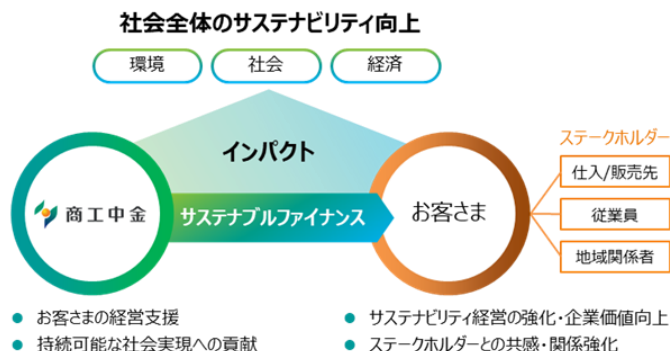 社会全体のサステナビリティ向上
環境
社会
経済
インパクト
商工中金
サステナブルファイナンス
お客さま
ステークホルダー
仕入/販売先
従業員
地域関係者
● お客さまの経営支援
● 持続可能な社会実現への貢献
● サステナビリティ経営の強化・企業価値向上
● ステークホルダーとの共感・関係強化